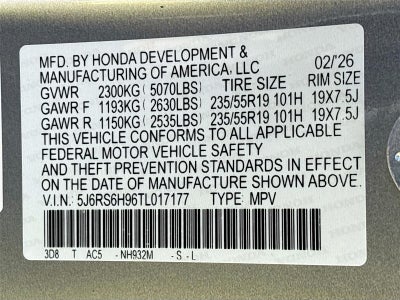 MFD. BY HONDA DEVELOPMENT &
MANUFACTURING OF AMERICA, LLC 02/'26
GVWR 2300KG (5070LBS) TIRE SIZE RIM SIZE
GAWR F 1193KG (2630LBS) 235/55R19 101H 19X7.5J
GAWR R 1150KG (2535LBS) 235/55R19 101H 19X7.5J
THIS VEHICLE CONFORMS TO ALL APPLICABLE
FEDERAL MOTOR VEHICLE SAFETY
AND THEFT PREVENTION STANDARDS IN EFFECT
ON THE DATE OF MANUFACTURE SHOWN ABOVE.
V.I.N.: 5J6RS6H96TL017177 TYPE: MPV
3D8 T AC5 -NH932M -S-L